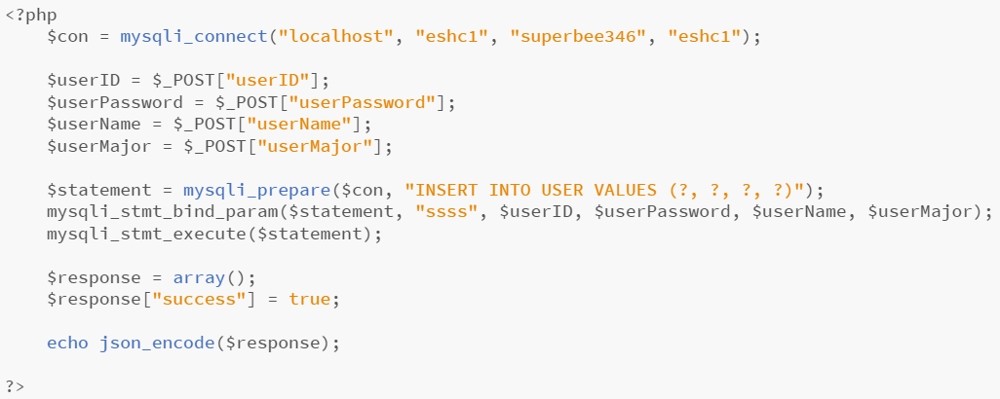 <?php
    $con = mysqli_connect("localhost", "eshc1", "superbee346", "eshc1");

    $userID = $_POST["userID"];
    $userPassword = $_POST["userPassword"];
    $userName = $_POST["userName"];
    $userMajor = $_POST["userMajor"];

    $statement = mysqli_prepare($con, "INSERT INTO USER VALUES (?, ?, ?, ?)");
    mysqli_stmt_bind_param($statement, "ssss", $userID, $userPassword, $userName, $userMajor);
    mysqli_stmt_execute($statement);

    $response = array();
    $response["success"] = true;

    echo json_encode($response);

?>